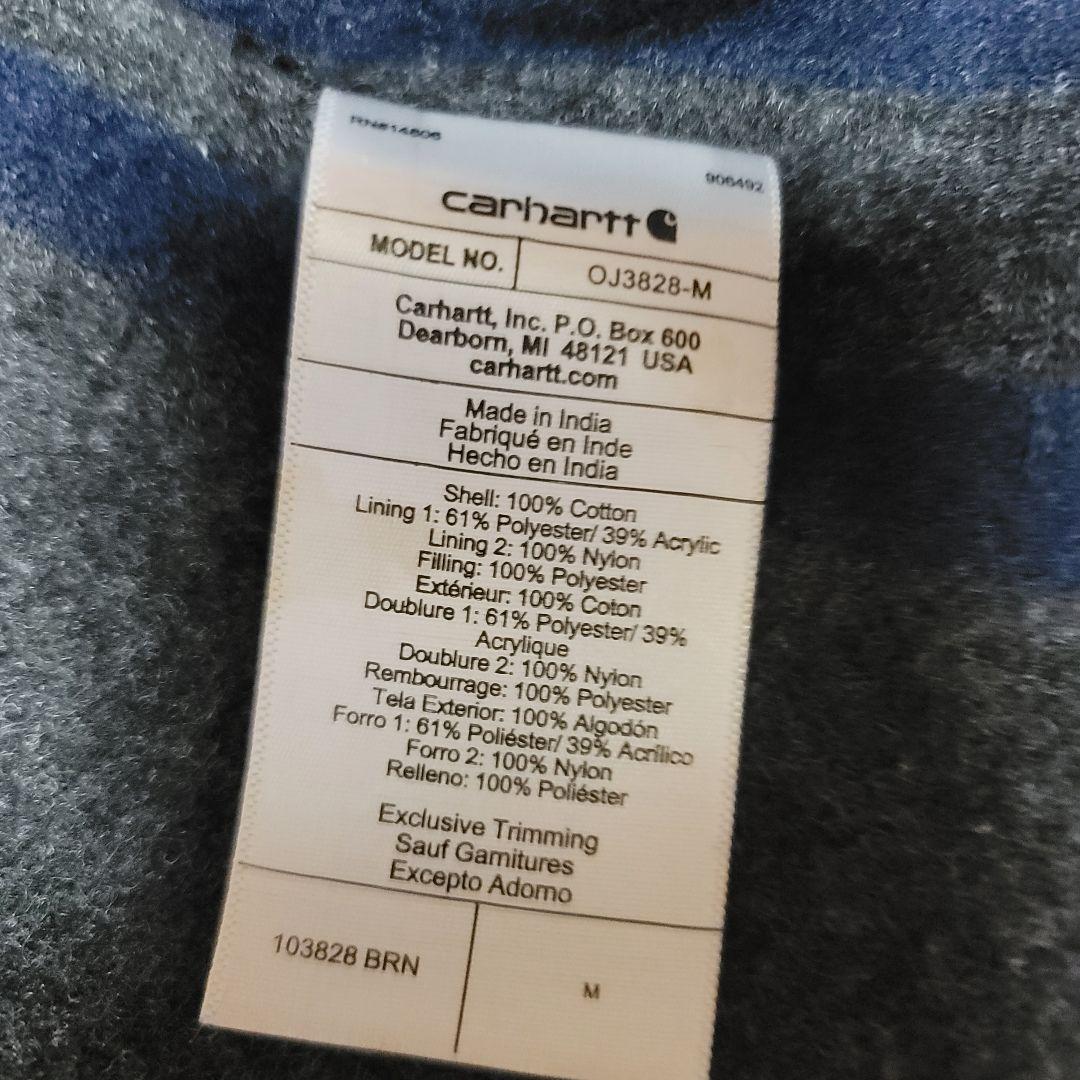 RN#14806
906492
carhartt
MODEL NO. OJ3828-M
Carhartt, Inc. P.O. Box 600
Dearborn, MI 48121 USA
carhartt.com
Made in India
Fabriqué en Inde
Hecho en India
Shell: 100% Cotton
Lining 1: 61% Polyester/ 39% Acrylic
Lining 2: 100% Nylon
Filling: 100% Polyester
Extérieur: 100% Coton
Doublure 1: 61% Polyester/ 39%
Acrylique
Doublure 2: 100% Nylon
Rembourrage: 100% Polyester
Tela Exterior: 100% Algodón
Forro 1: 61% Poliéster/ 39% Acrílico
Forro 2: 100% Nylon
Relleno: 100% Poliéster
Exclusive Trimming
Sauf Garnitures
Excepto Adorno
103828 BRN M